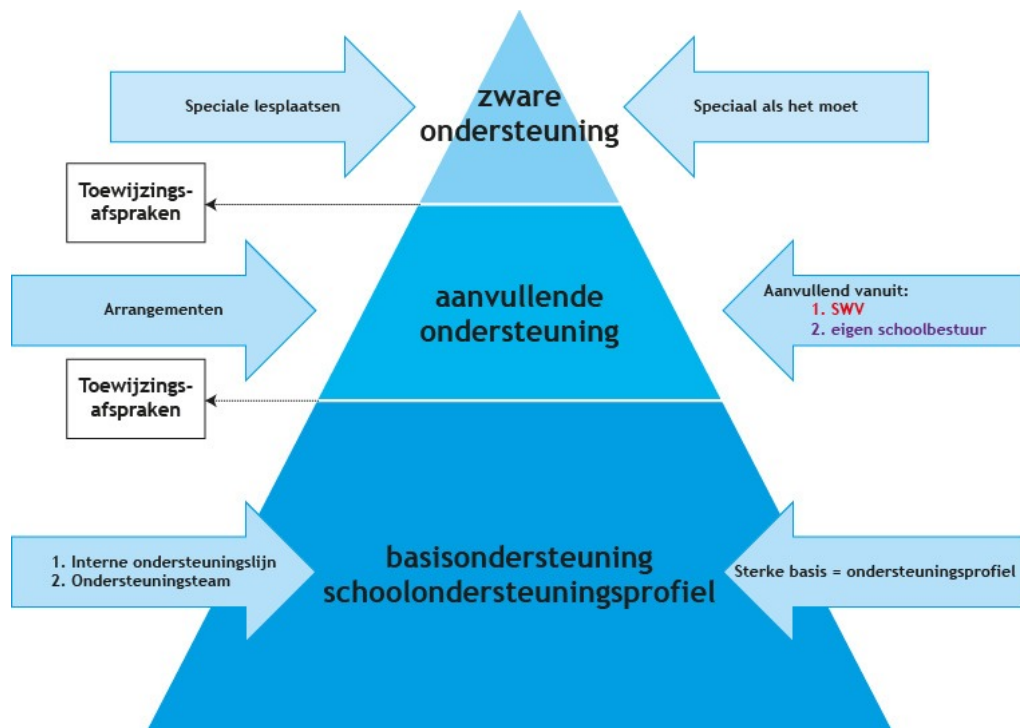 Speciale lesplaatsen
zware
ondersteuning
Speciaal als het moet
Toewijzings-
afspraken
Arrangementen
aanvullende
ondersteuning
Aanvullend vanuit:
1. SWV
2. eigen schoolbestuur
Toewijzings-
afspraken
1. Interne ondersteuningslijn
2. Ondersteuningsteam
basisondersteuning
schoolondersteuningsprofiel
Sterke basis = ondersteuningsprofiel